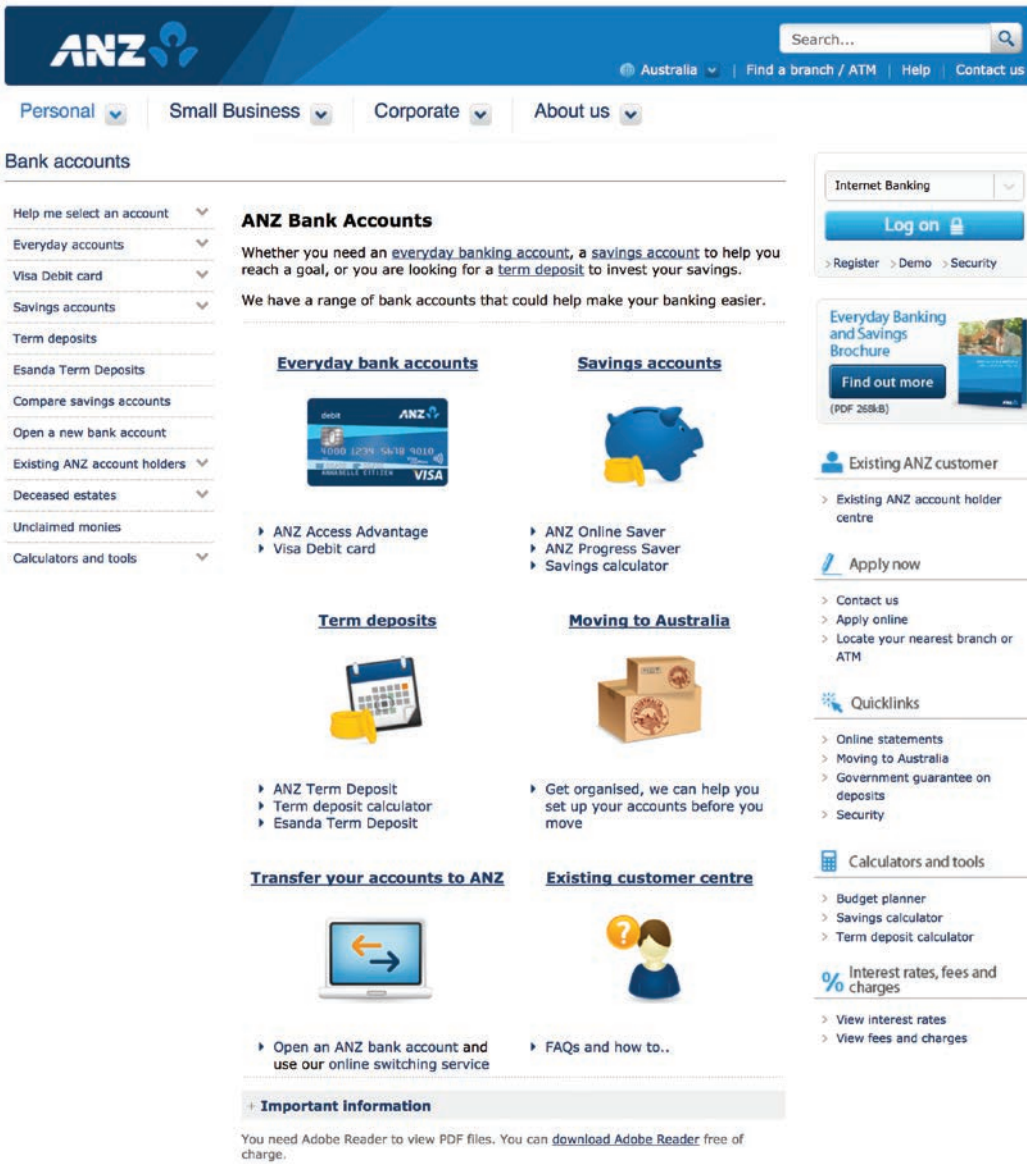 ANZ
Search...
Australia | Find a branch / ATM | Help | Contact us
Personal
Small Business
Corporate
About us
Bank accounts
Help me select an account
Everyday accounts
Visa Debit card
Savings accounts
Term deposits
Esanda Term Deposits
Compare savings accounts
Open a new bank account
Existing ANZ account holders
Deceased estates
Unclaimed monies
Calculators and tools
ANZ Bank Accounts
Whether you need an everyday banking account, a savings account to help you
reach a goal, or you are looking for a term deposit to invest your savings.
We have a range of bank accounts that could help make your banking easier.
Everyday bank accounts
debit ANZ
4000 1234 5678 9010
ANNABELLE CITIZEN
VISA
ANZ Access Advantage
Visa Debit card
Savings accounts
ANZ Online Saver
ANZ Progress Saver
Savings calculator
Term deposits
ANZ Term Deposit
Term deposit calculator
Esanda Term Deposit
Moving to Australia
Get organised, we can help you
set up your accounts before you
move
Transfer your accounts to ANZ
Open an ANZ bank account and
use our online switching service
Existing customer centre
FAQs and how to..
+ Important information
You need Adobe Reader to view PDF files. You can download Adobe Reader free of
charge.
Internet Banking
Log on
> Register > Demo > Security
Everyday Banking
and Savings
Brochure
Find out more
(PDF 268kB)
Existing ANZ customer
> Existing ANZ account holder
centre
Apply now
> Contact us
> Apply online
> Locate your nearest branch or
ATM
Quicklinks
> Online statements
> Moving to Australia
> Government guarantee on
deposits
> Security
Calculators and tools
> Budget planner
> Savings calculator
> Term deposit calculator
% Interest rates, fees and
charges
> View interest rates
> View fees and charges